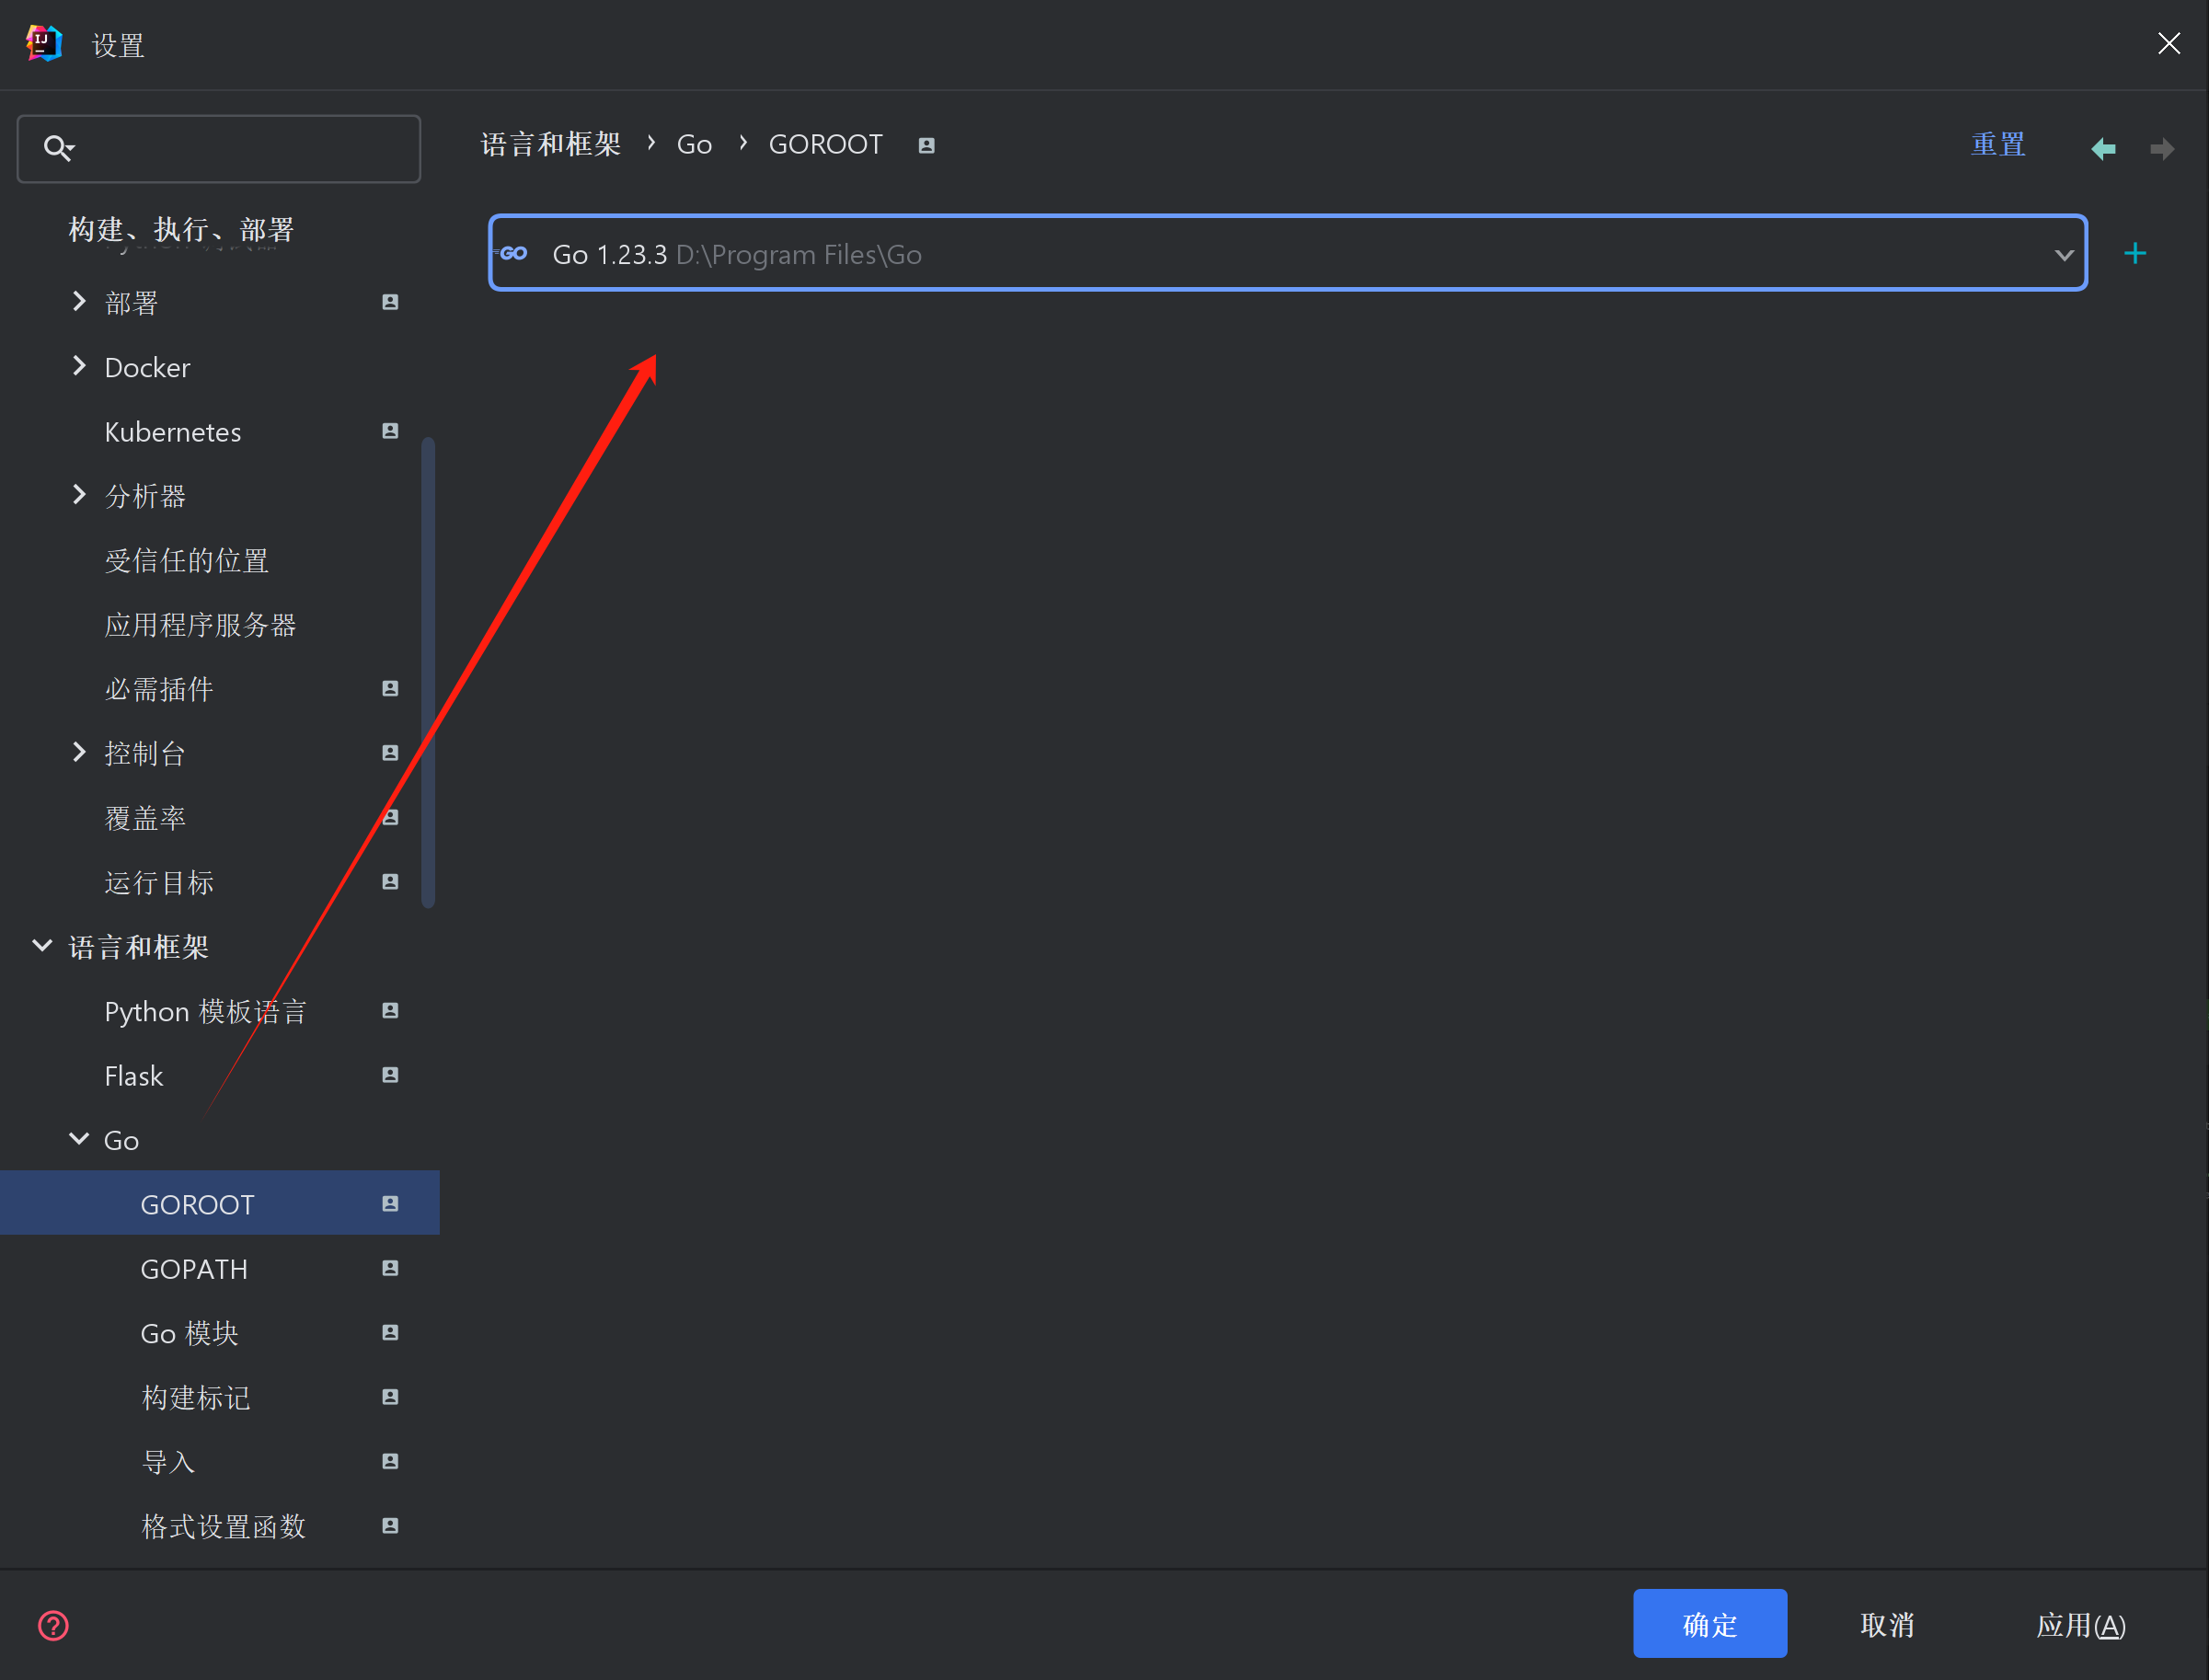 设置
语言和框架 › Go › GOROOT
重置
Go 1.23.3 D:\Program Files\Go
构建、执行、部署
部署
Docker
Kubernetes
分析器
受信任的位置
应用程序服务器
必需插件
控制台
覆盖率
运行目标
语言和框架
Python 模板语言
Flask
Go
GOROOT
GOPATH
Go 模块
构建标记
导入
格式设置函数
确定
取消
应用(A)